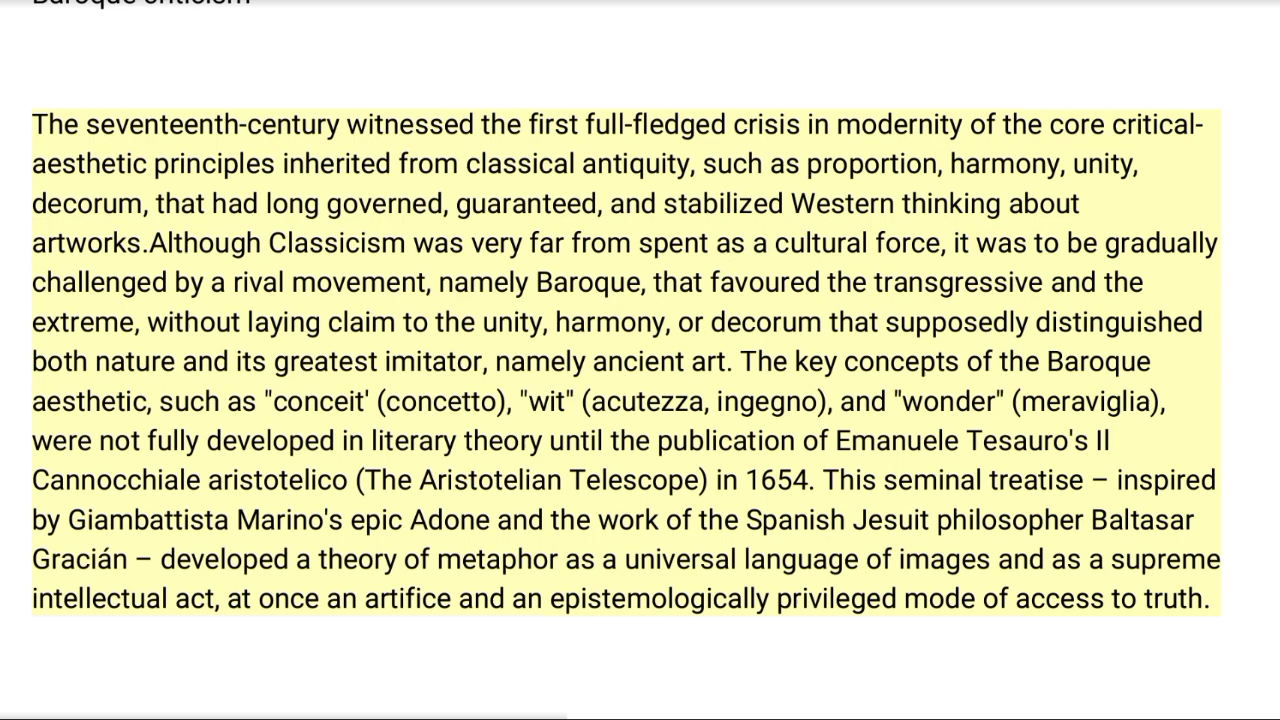 Baroque criticism
The seventeenth-century witnessed the first full-fledged crisis in modernity of the core critical-
aesthetic principles inherited from classical antiquity, such as proportion, harmony, unity,
decorum, that had long governed, guaranteed, and stabilized Western thinking about
artworks.Although Classicism was very far from spent as a cultural force, it was to be gradually
challenged by a rival movement, namely Baroque, that favoured the transgressive and the
extreme, without laying claim to the unity, harmony, or decorum that supposedly distinguished
both nature and its greatest imitator, namely ancient art. The key concepts of the Baroque
aesthetic, such as "conceit' (concetto), "wit" (acutezza, ingegno), and "wonder" (meraviglia),
were not fully developed in literary theory until the publication of Emanuele Tesauro's Il
Cannocchiale aristotelico (The Aristotelian Telescope) in 1654. This seminal treatise – inspired
by Giambattista Marino's epic Adone and the work of the Spanish Jesuit philosopher Baltasar
Gracián – developed a theory of metaphor as a universal language of images and as a supreme
intellectual act, at once an artifice and an epistemologically privileged mode of access to truth.